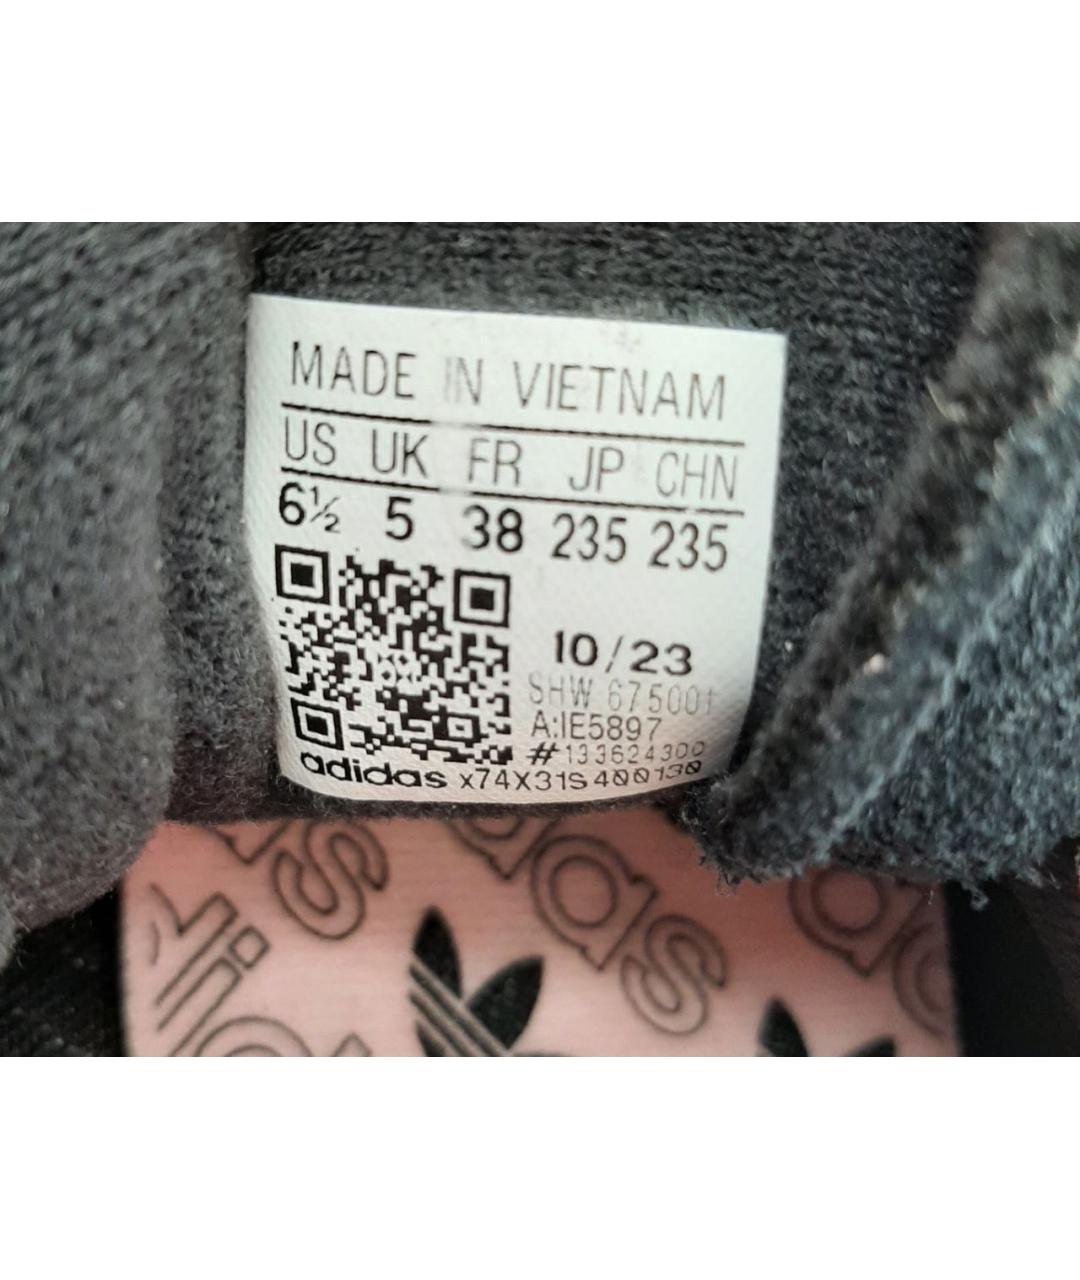 MADE IN VIETNAM
US UK FR JP CHN
6½ 5 38 235 235
10/23
SHW 675001
A:IE5897
#133624300
adidas x74X31S400130